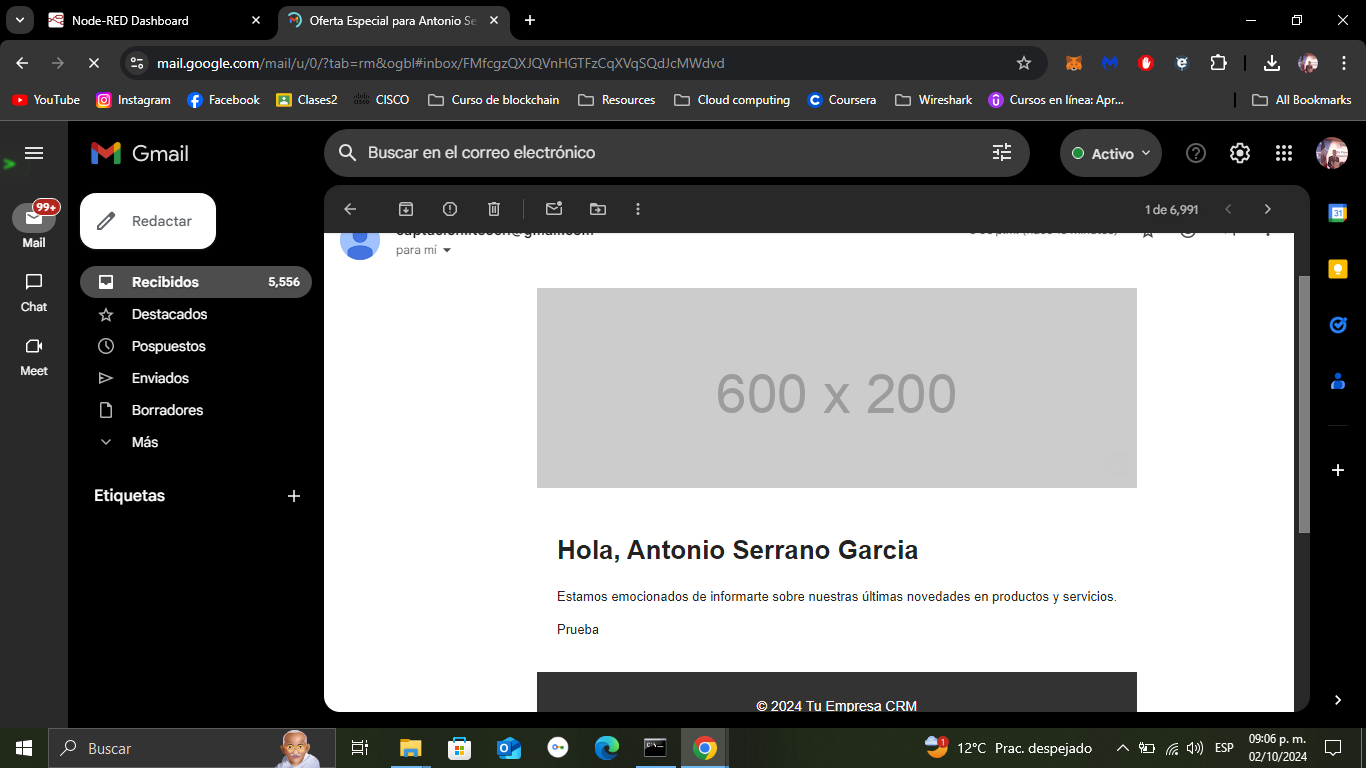 Node-RED Dashboard
Oferta Especial para Antonio Se
mail.google.com/mail/u/0/?tab=rm&ogbl#inbox/FMfcgzQXJQVnHGTFzCqXVqSQdJcMWdvd
YouTube
Instagram
Facebook
Clases2
CISCO
Curso de blockchain
Resources
Cloud computing
Coursera
Wireshark
Cursos en línea: Apr...
All Bookmarks
Gmail
Buscar en el correo electrónico
Activo
99+
Mail
Chat
Meet
Redactar
Recibidos 5,556
Destacados
Pospuestos
Enviados
Borradores
Más
Etiquetas
1 de 6,991
para mí
600 x 200
Hola, Antonio Serrano Garcia
Estamos emocionados de informarte sobre nuestras últimas novedades en productos y servicios.
Prueba
© 2024 Tu Empresa CRM
31
Buscar
1
12°C Prac. despejado
ESP
09:06 p. m.
02/10/2024